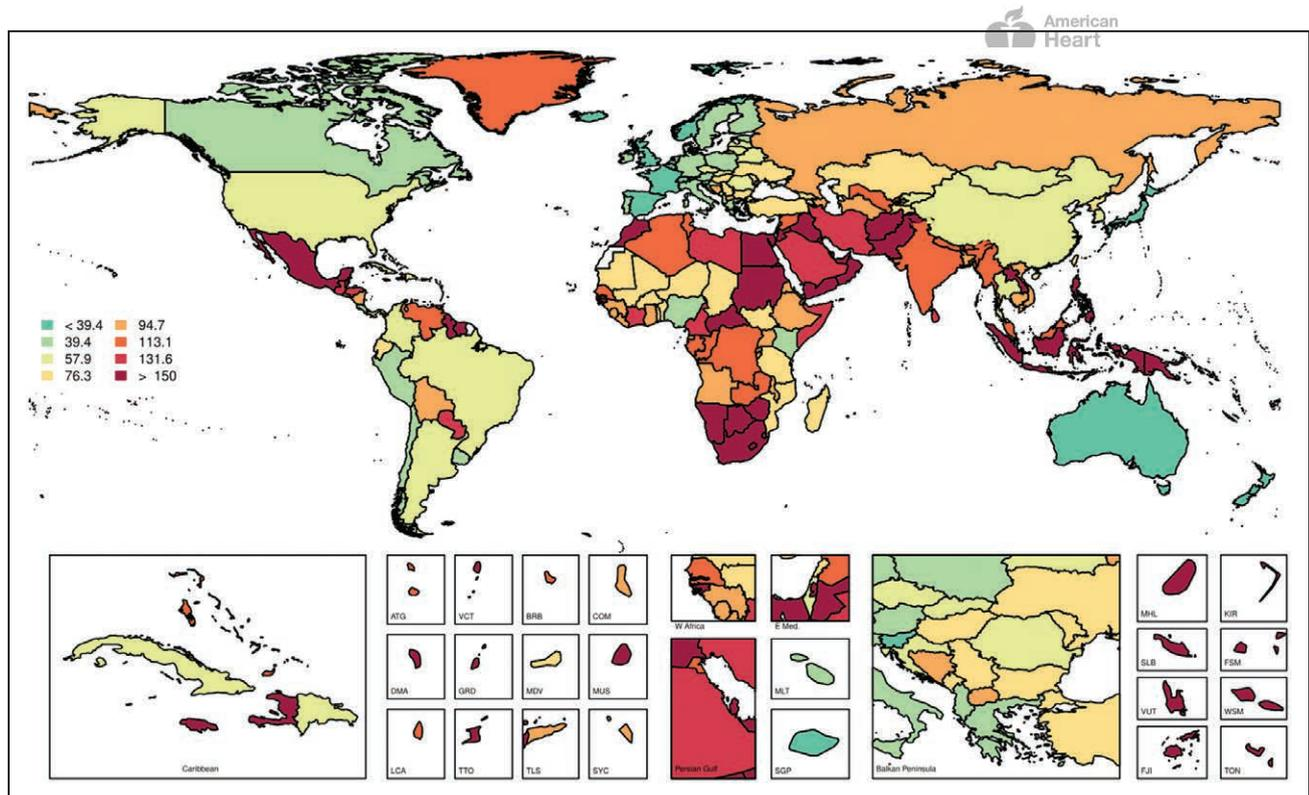 American
Heart
< 39.4
39.4
57.9
76.3
94.7
113.1
131.6
> 150
Caribbean
ATG
VCT
BRB
COM
DMA
GRD
MDV
MUS
LCA
TTO
TLS
SYC
W Africa
E Med.
Persian Gulf
MLT
SGP
Balkan Peninsula
MHL
KIR
SLB
FSM
VUT
WSM
FJI
TON